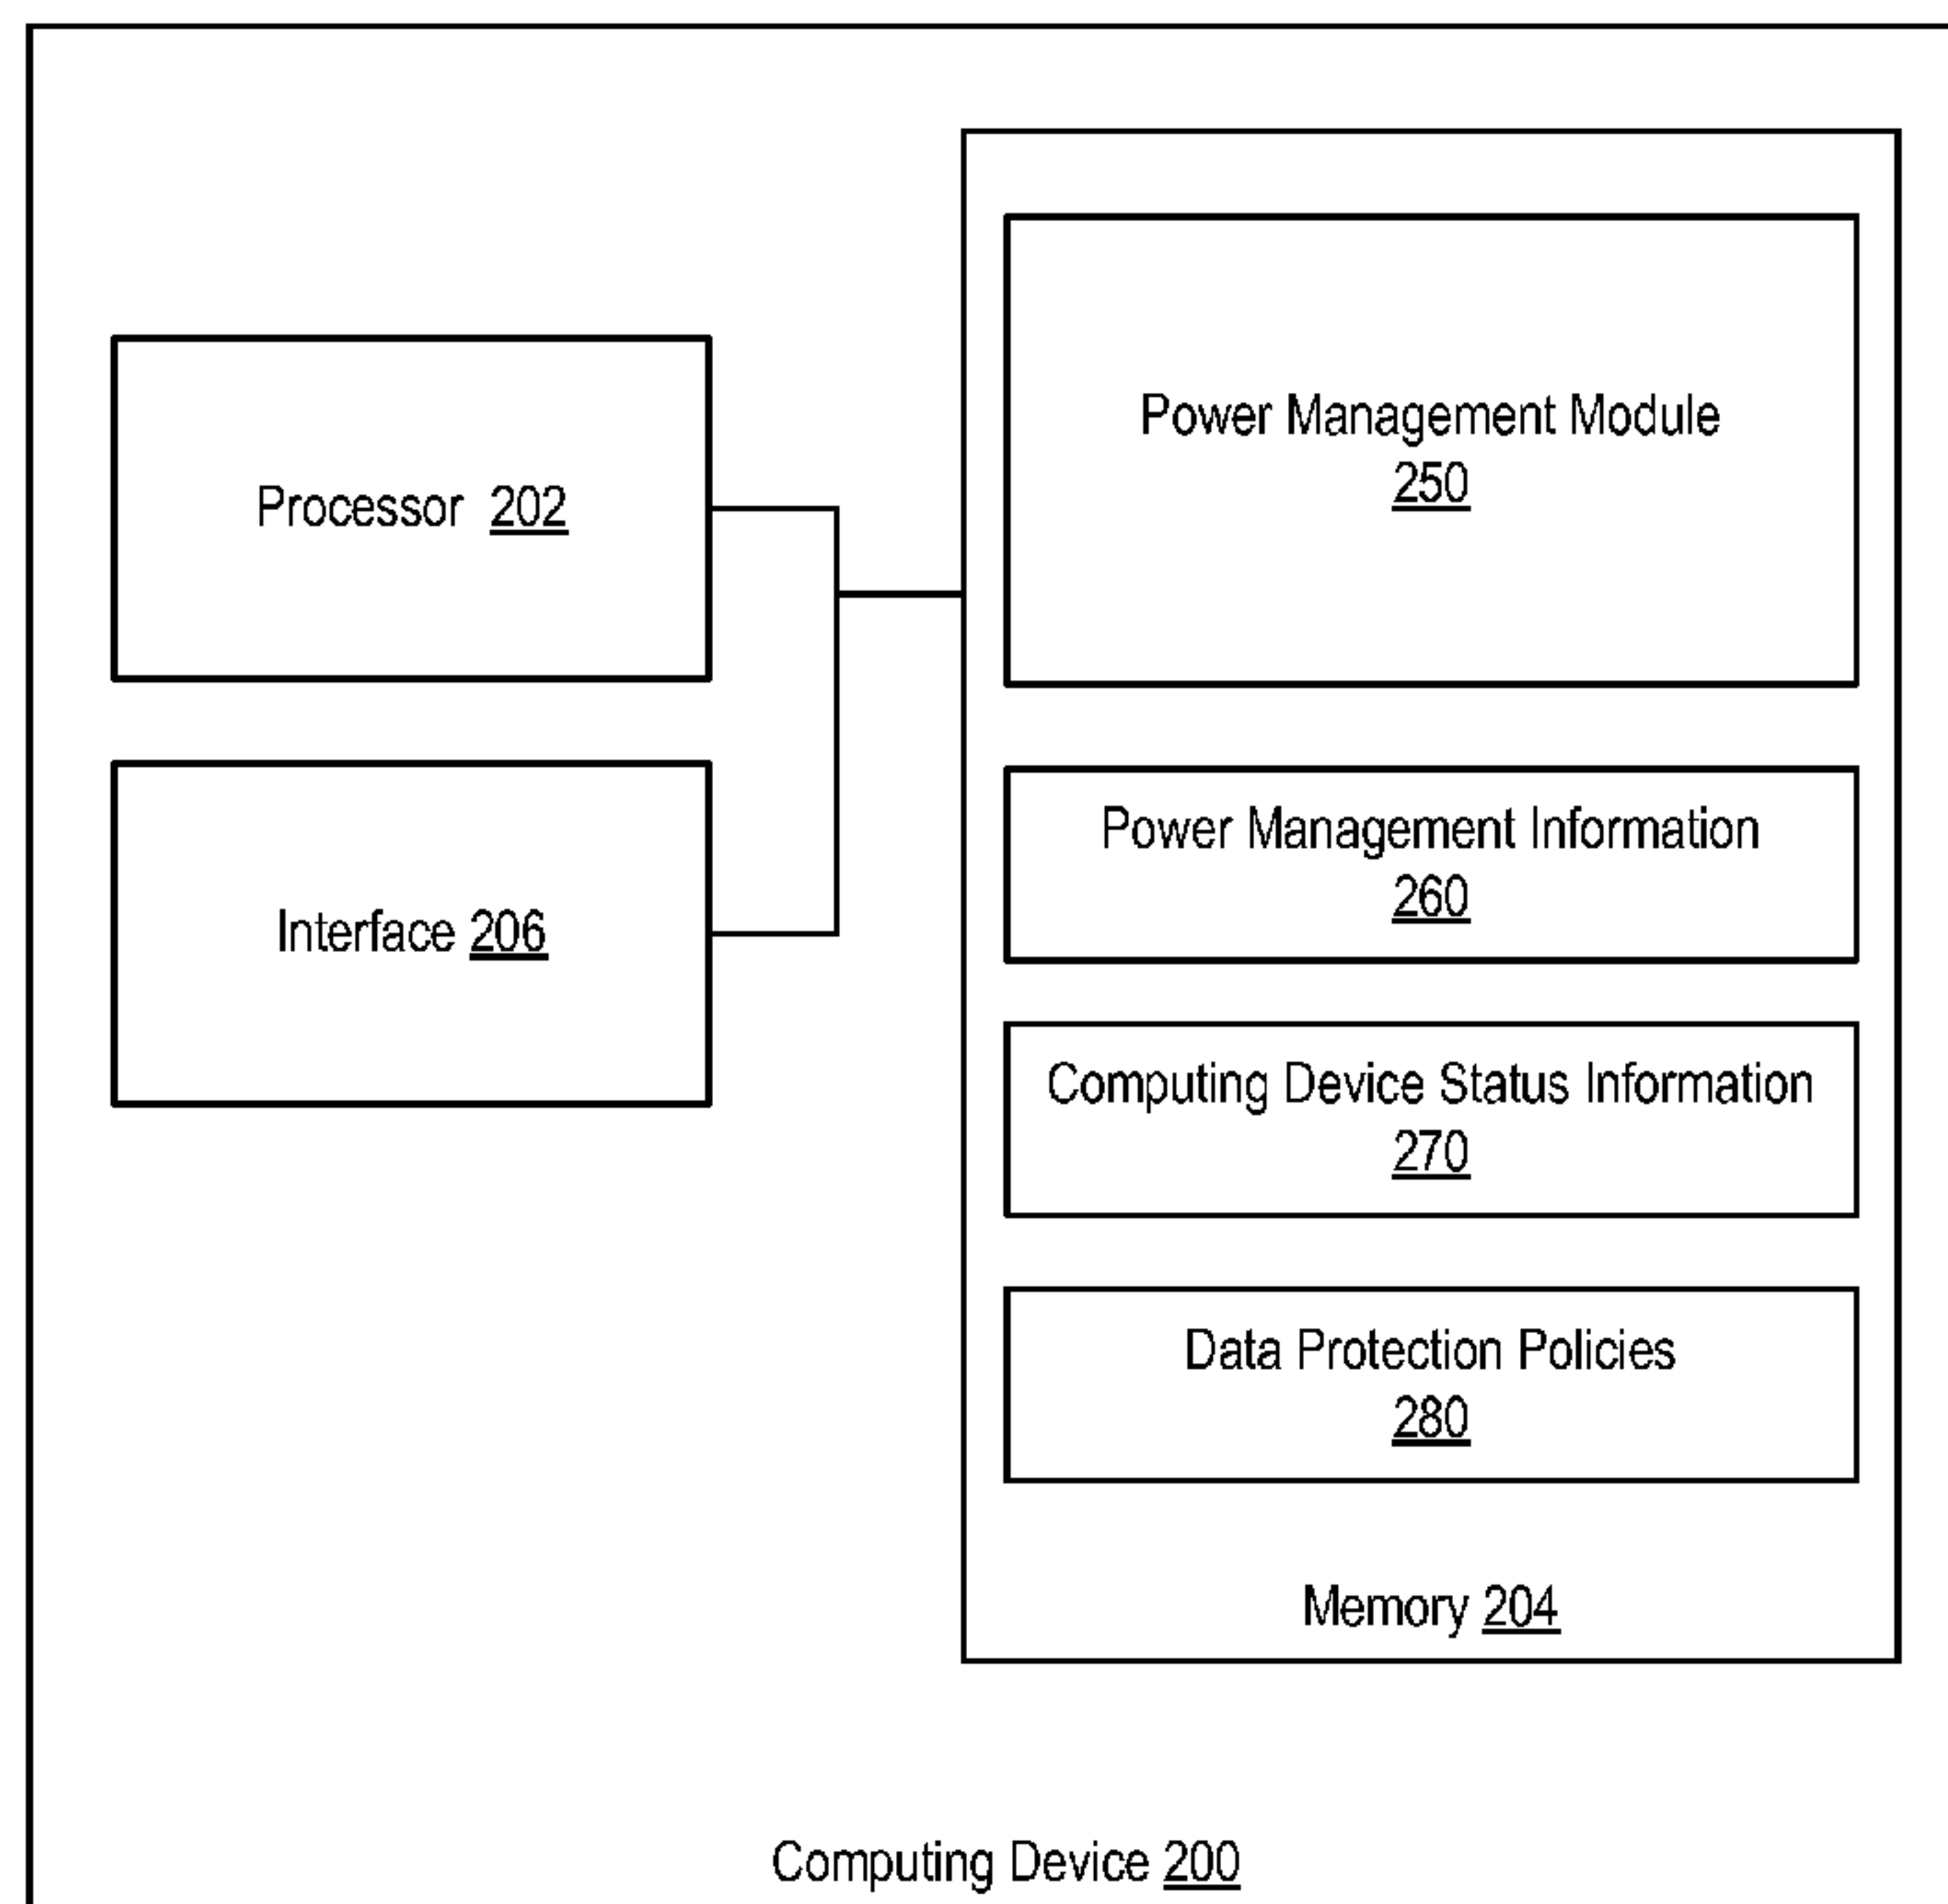 Processor 202
Interface 206
Power Management Module
250
Power Management Information
260
Computing Device Status Information
270
Data Protection Policies
280
Memory 204
Computing Device 200